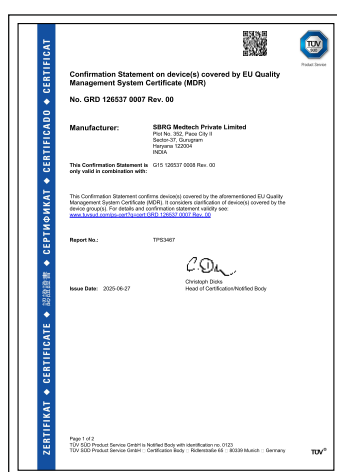 ZERTIFIKAT ◆ CERTIFICATE ◆ 認證證書 ◆ СЕРТИФИКАТ ◆ CERTIFICADO ◆ CERTIFICAT
TÜV
SÜD
Product Service
Confirmation Statement on device(s) covered by EU Quality
Management System Certificate (MDR)
No. GRD 126537 0007 Rev. 00
Manufacturer: SBRG Medtech Private Limited
Plot No. 352, Pace City II
Sector-37, Gurugram
Haryana 122004
INDIA
This Confirmation Statement is G15 126537 0008 Rev. 00
only valid in combination with:
This Confirmation Statement confirms device(s) covered by the aforementioned EU Quality
Management System Certificate (MDR). It considers clarification of device(s) covered by the
device group(s). For details and confirmation statement validity see:
www.tuvsud.com/ps-cert?q=cert:GRD 126537 0007 Rev. 00
Report No.: TPS3467
Christoph Dicks
Issue Date: 2025-06-27 Head of Certification/Notified Body
Page 1 of 2
TÜV SÜD Product Service GmbH is Notified Body with identification no. 0123
TÜV SÜD Product Service GmbH □ Certification Body □ Ridlerstraße 65 □ 80339 Munich □ Germany
TÜV®